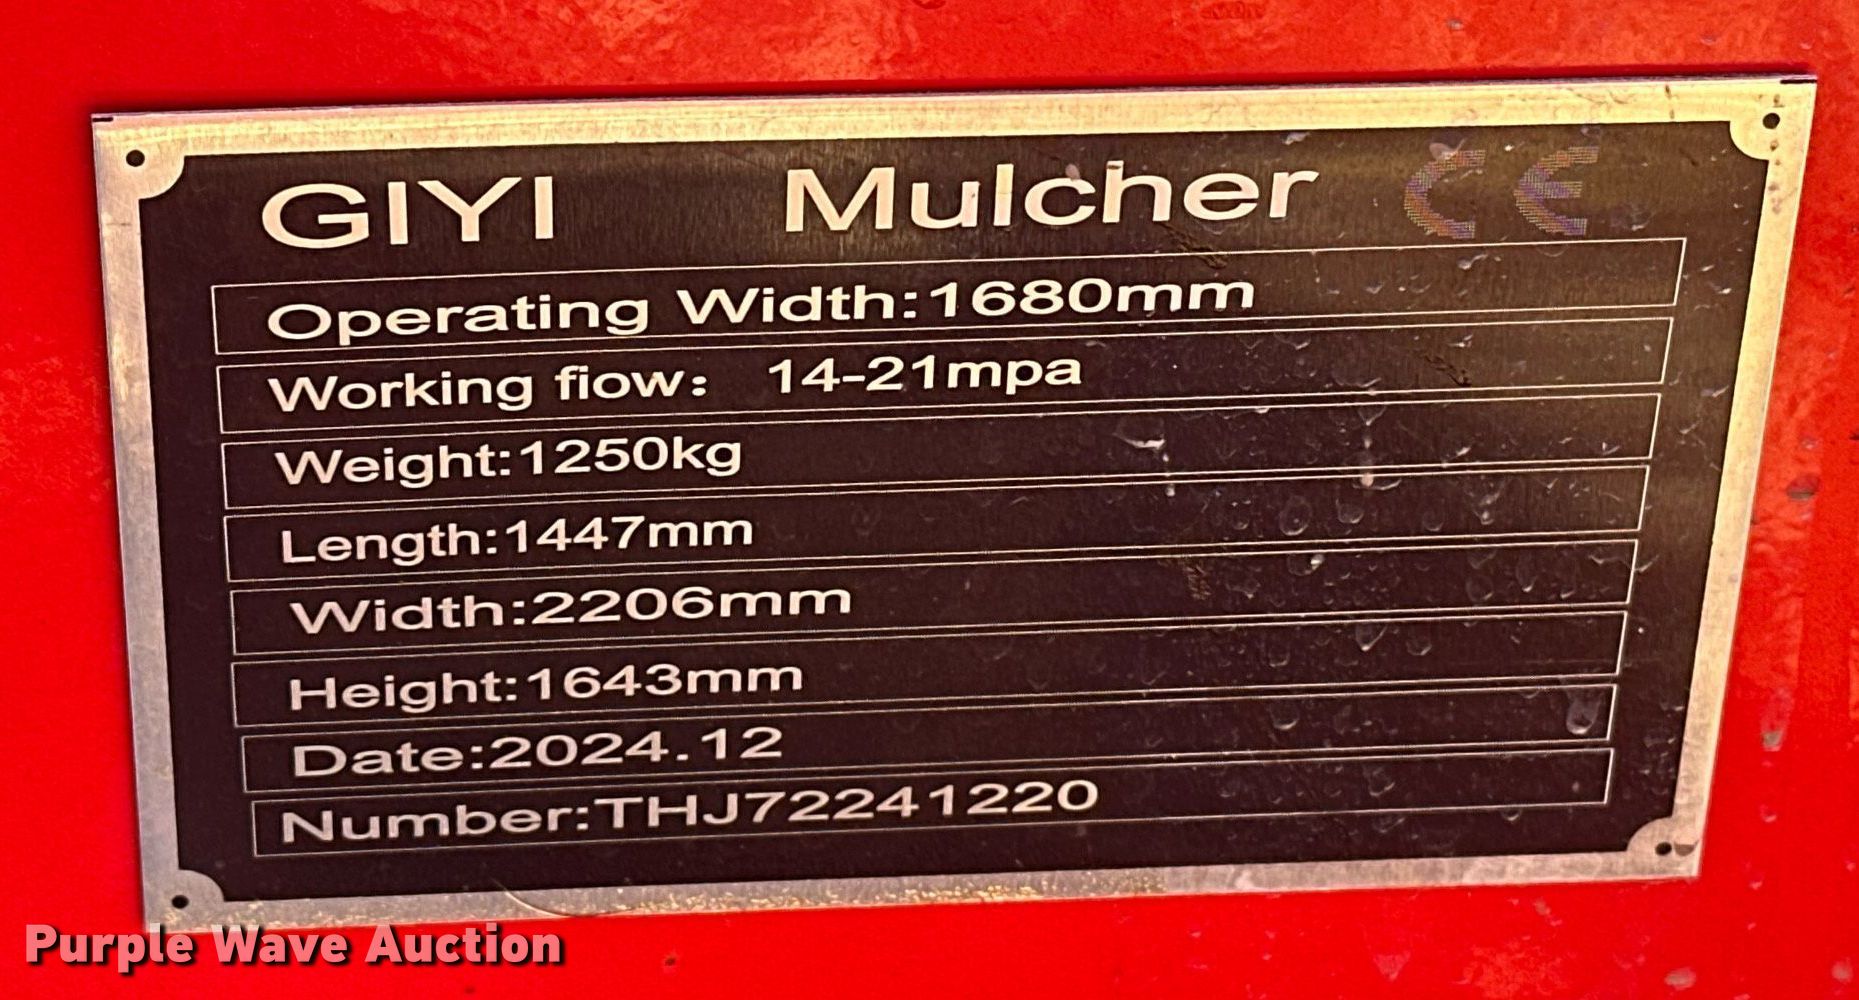 GIYI Mulcher CE
Operating Width:1680mm
Working fiow: 14-21mpa
Weight:1250kg
Length:1447mm
Width:2206mm
Height:1643mm
Date:2024.12
Number:THJ72241220
Purple Wave Auction